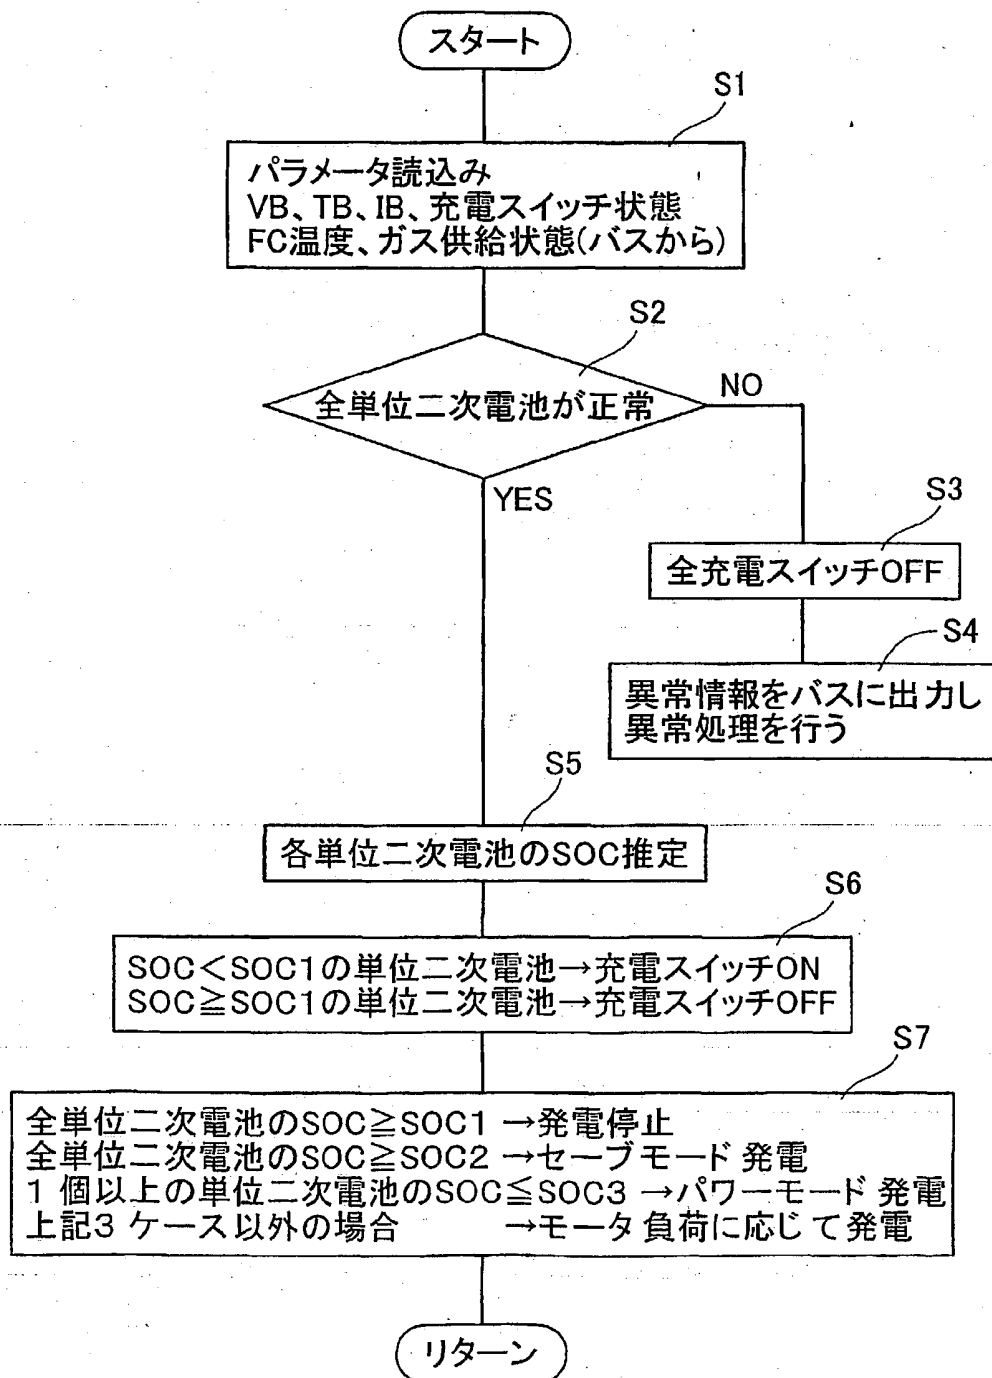 スタート
S1
パラメータ読込み
VB、TB、IB、充電スイッチ状態
FC温度、ガス供給状態(バスから)
S2
全単位二次電池が正常
NO
YES
S3
全充電スイッチOFF
S4
異常情報をバスに出力し
異常処理を行う
S5
各単位二次電池のSOC推定
S6
SOC<SOC1の単位二次電池→充電スイッチON
SOC≧SOC1の単位二次電池→充電スイッチOFF
S7
全単位二次電池のSOC≧SOC1 →発電停止
全単位二次電池のSOC≧SOC2 →セーブモード 発電
1 個以上の単位二次電池のSOC≦SOC3 →パワーモード 発電
上記3 ケース以外の場合 →モータ負荷に応じて発電
リターン